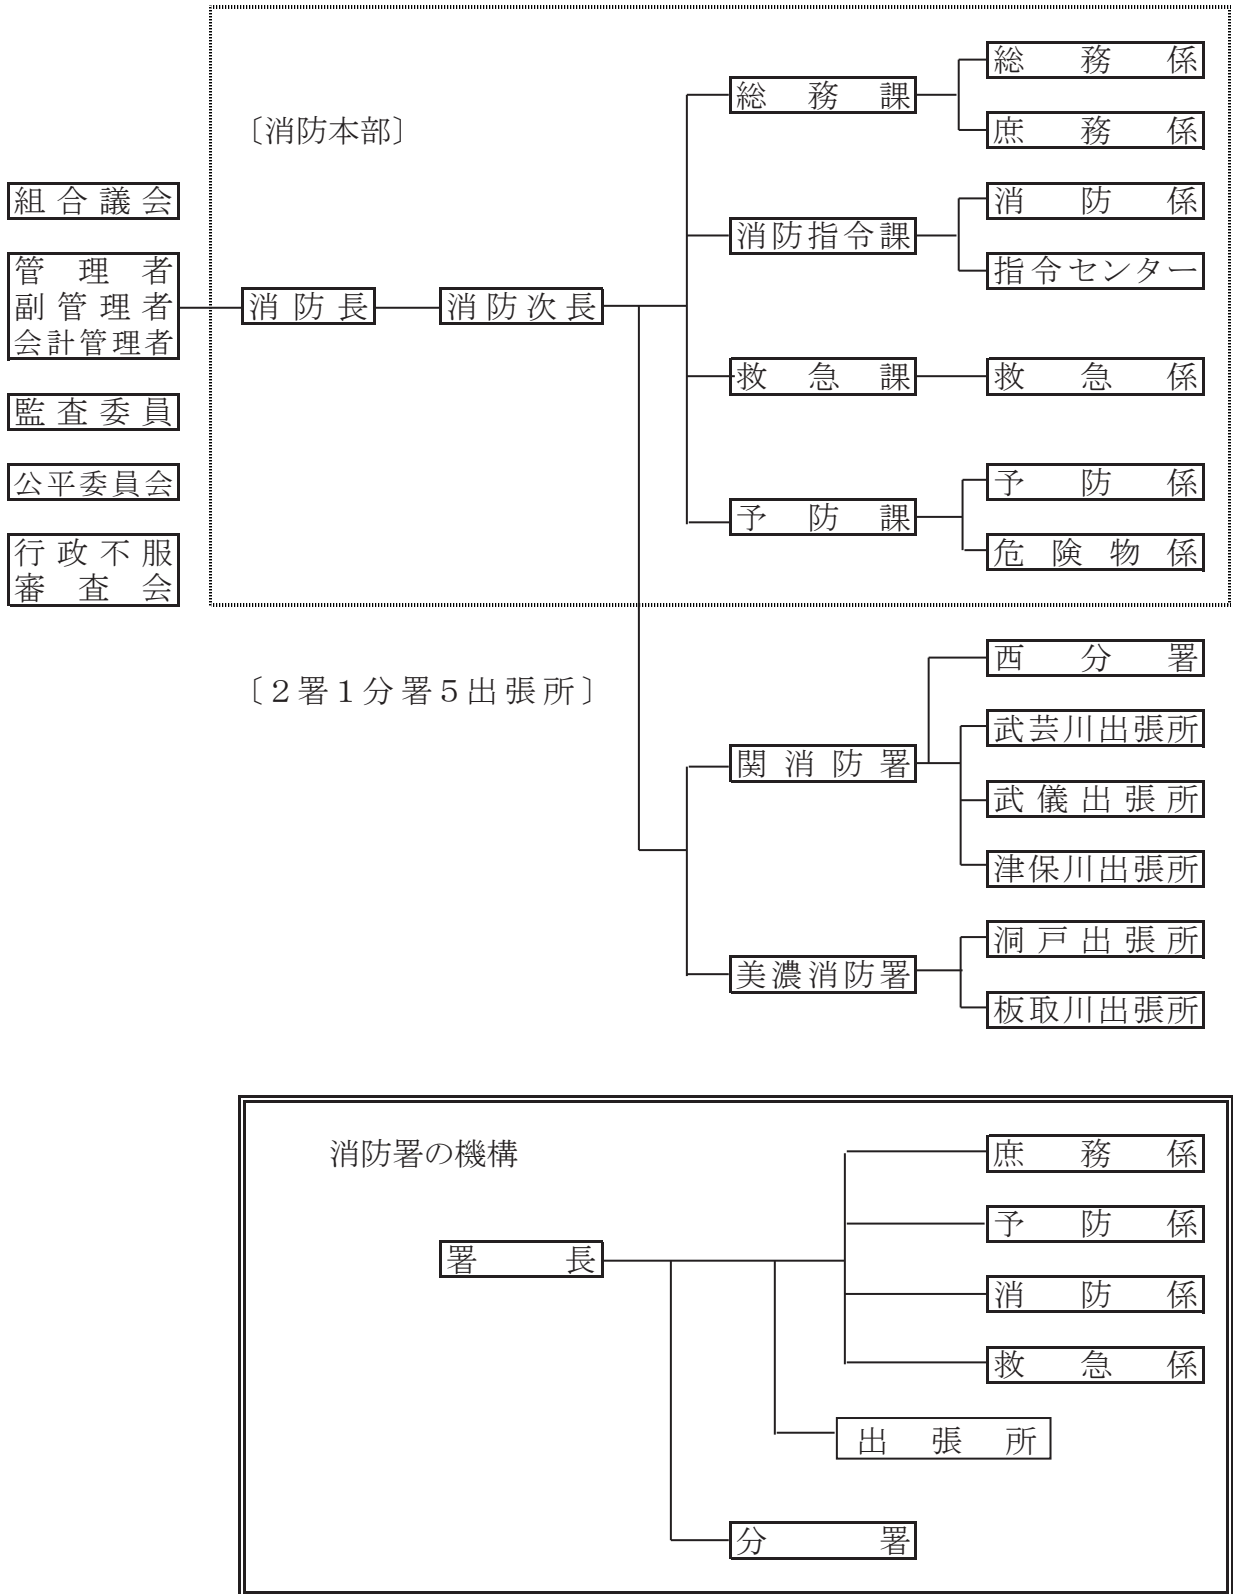 〔消防本部〕
組合議会
管理者
副管理者
会計管理者
監査委員
公平委員会
行政不服
審査会
消防長
消防次長
総務課
総務係
庶務係
消防指令課
消防係
指令センター
救急課
救急係
予防課
予防係
危険物係
〔２署１分署５出張所〕
関消防署
西分署
武芸川出張所
武儀出張所
津保川出張所
美濃消防署
洞戸出張所
板取川出張所
消防署の機構
署長
庶務係
予防係
消防係
救急係
出張所
分署